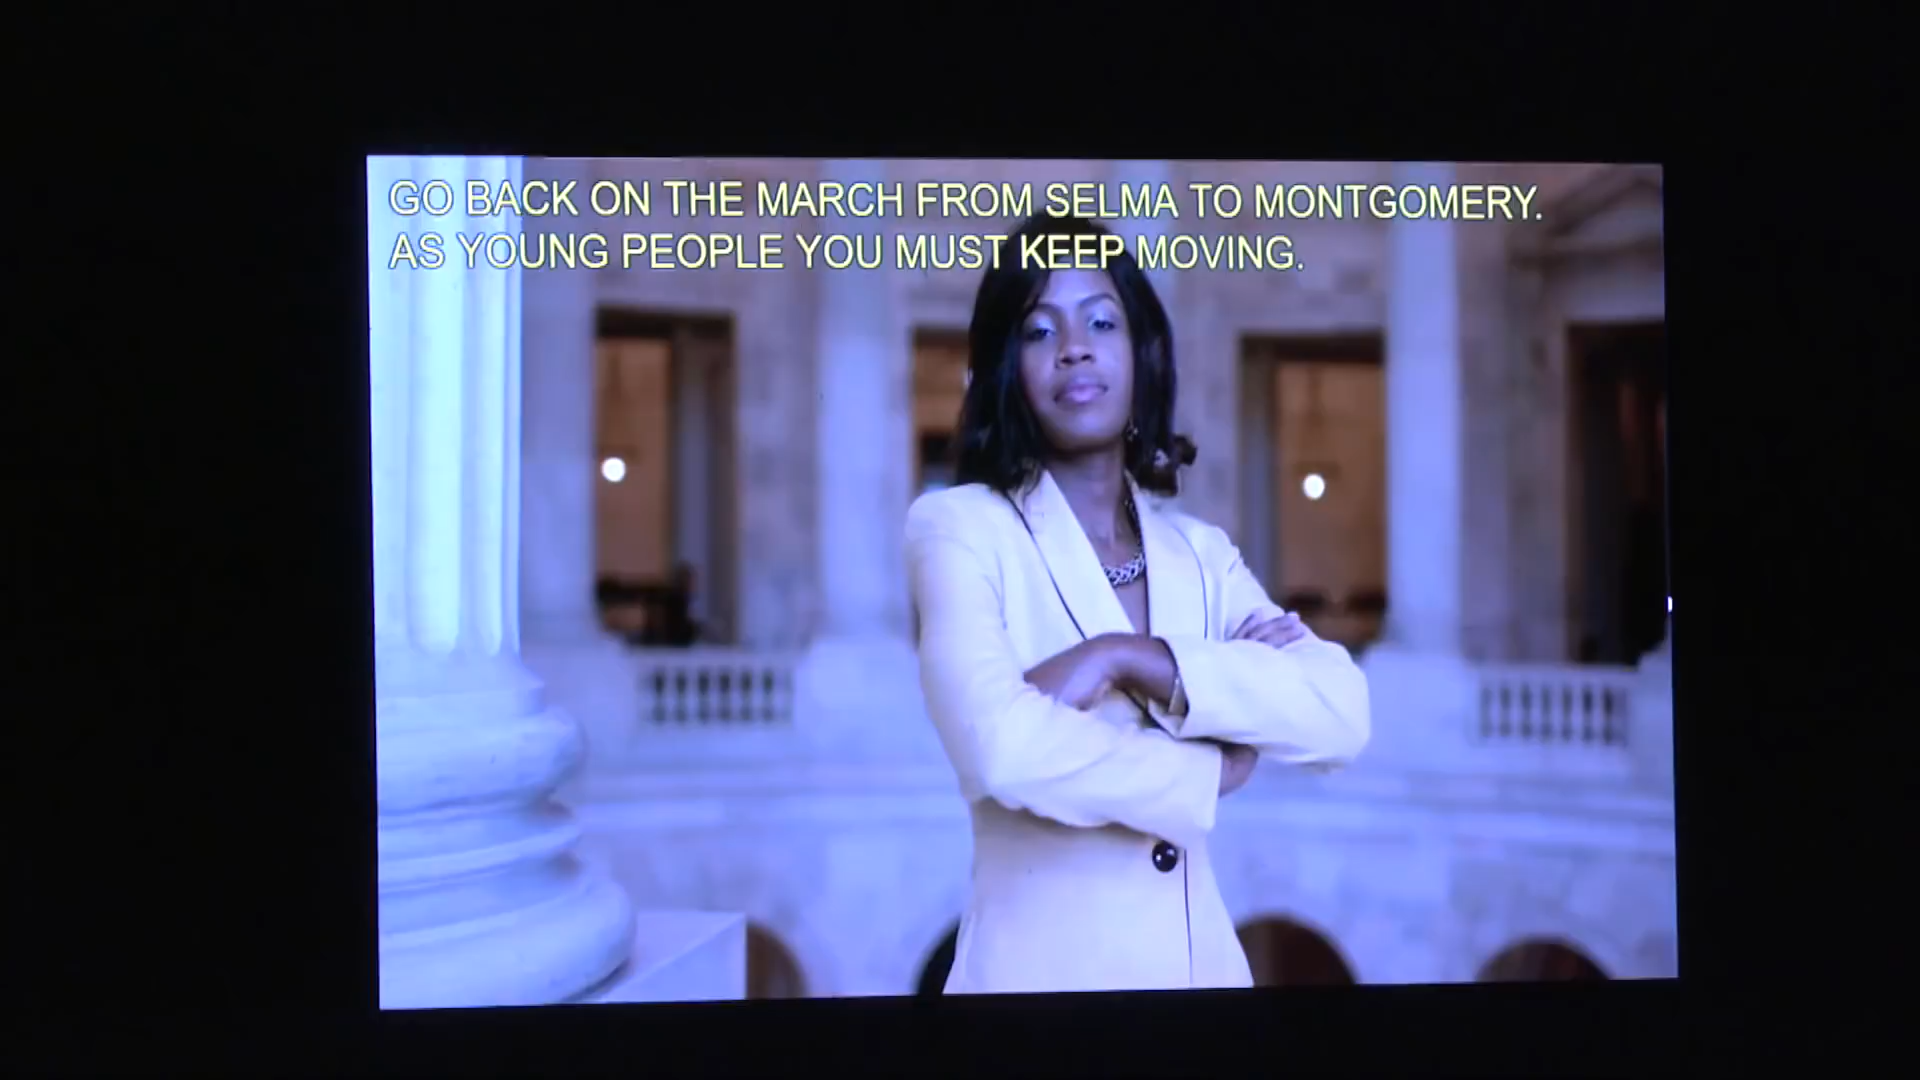 GO BACK ON THE MARCH FROM SELMA TO MONTGOMERY.
AS YOUNG PEOPLE YOU MUST KEEP MOVING.